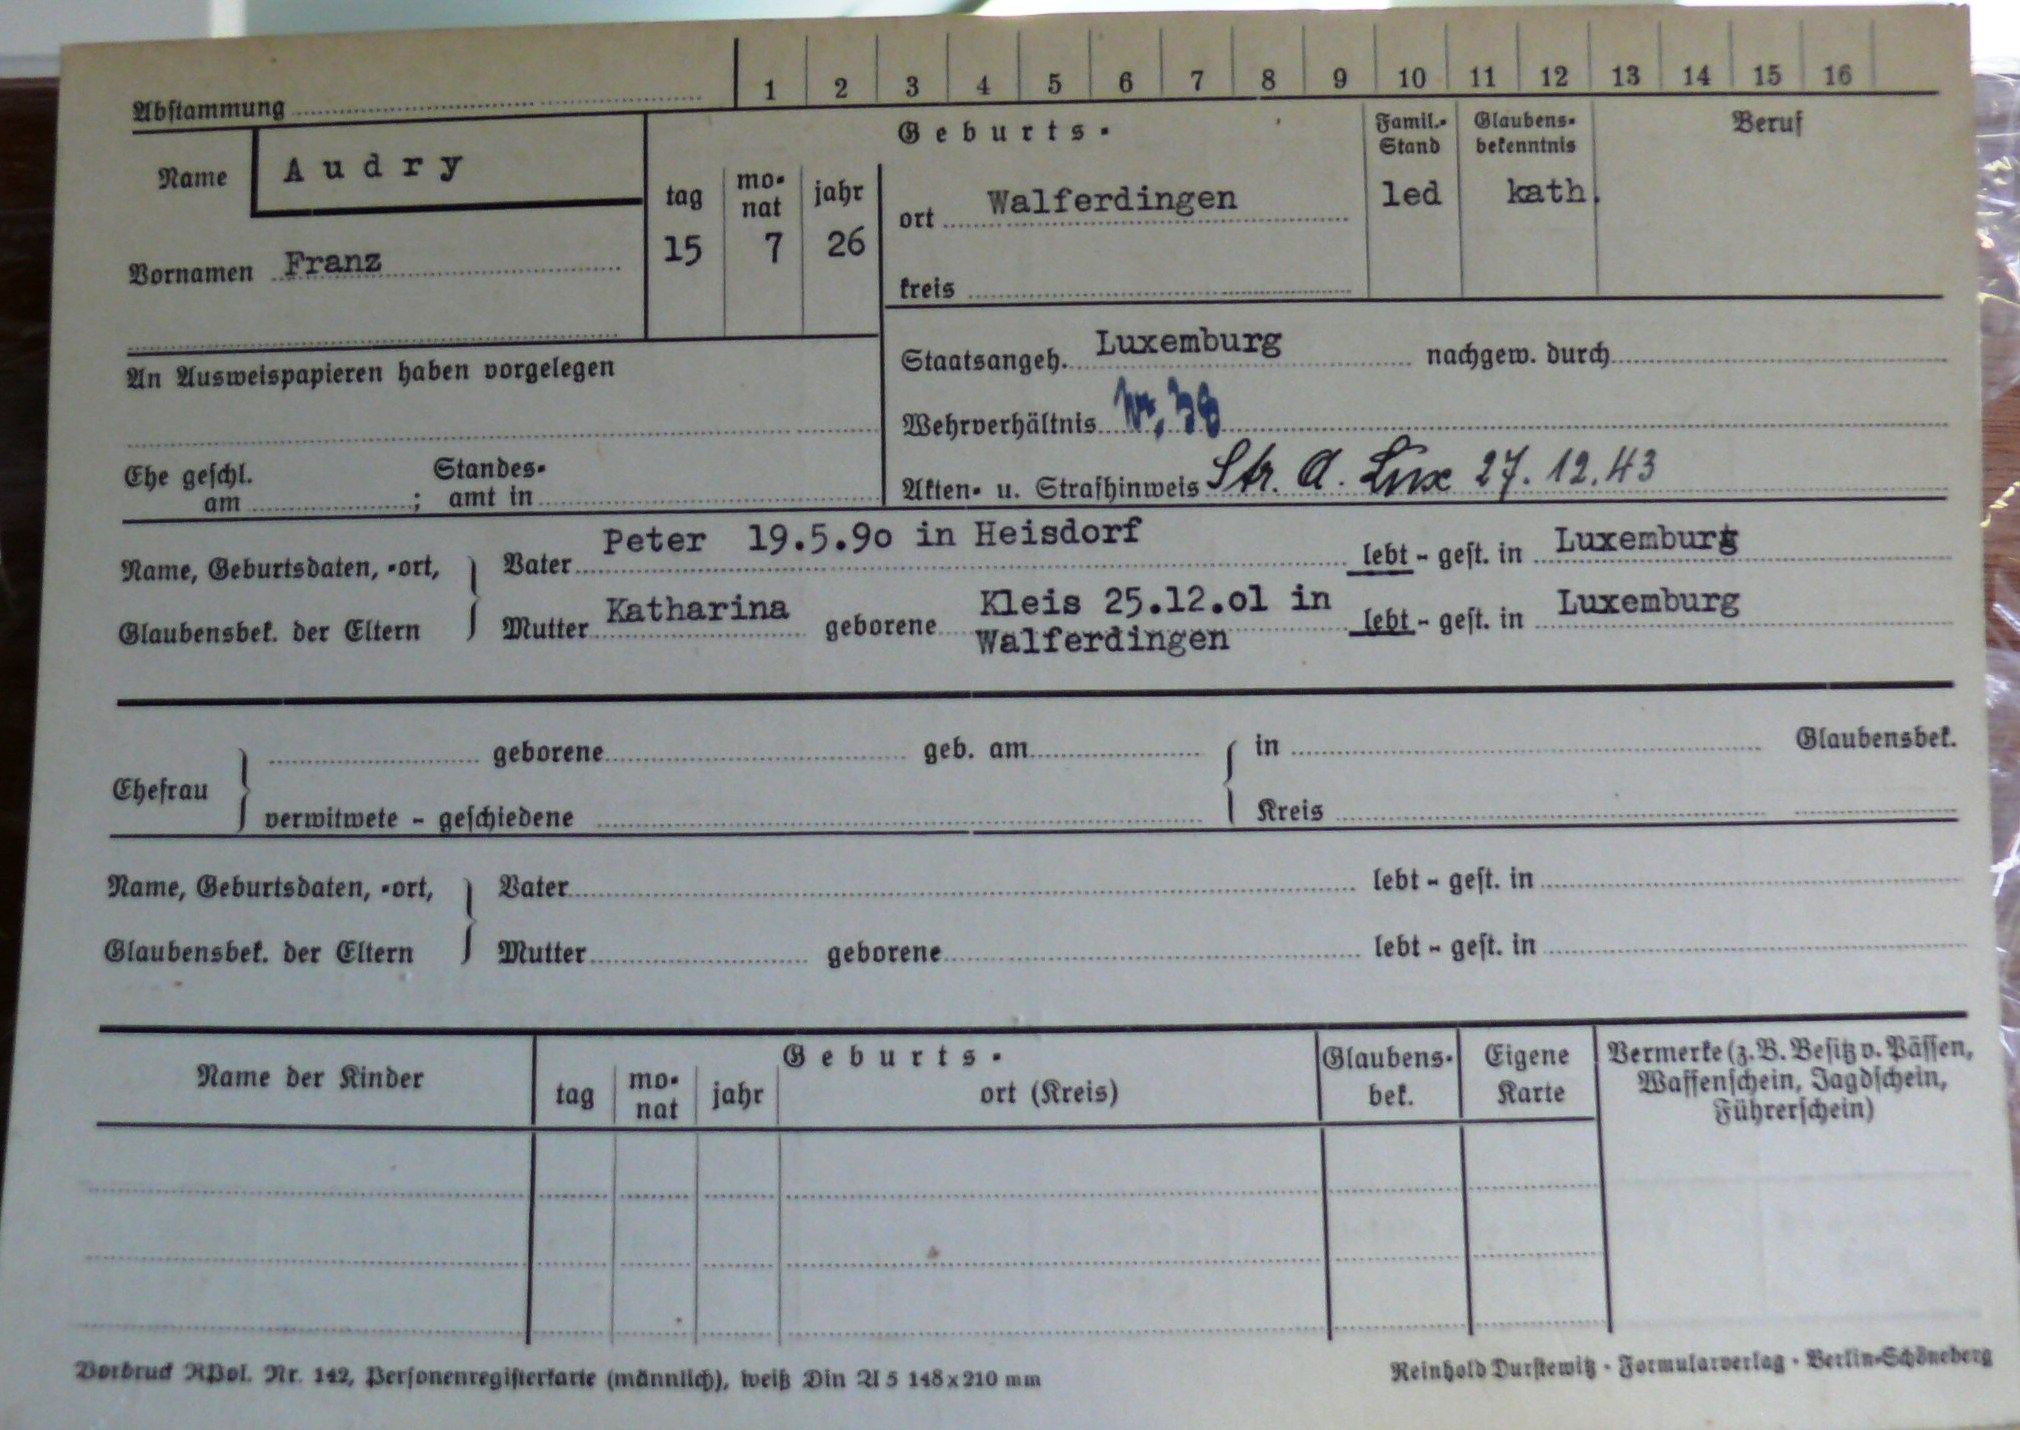 1 2 3 4 5 6 7 8 9 10 11 12 13 14 15 16
Abstammung
Name Audry
Vornamen Franz
Geburts-
tag monat jahr
15 7 26
ort Walferdingen
kreis
Famil.-Stand
led
Glaubens-bekenntnis
kath.
Beruf
An Ausweispapieren haben vorgelegen
Staatsangeh. Luxemburg nachgew. durch
Wehrverhältnis
Ehe geschl. am ; Standes-amt in
Akten- u. Strafhinweis Str. A. Lux 27.12.43
Name, Geburtsdaten, -ort, Vater Peter 19.5.90 in Heisdorf lebt - gest. in Luxemburg
Glaubensbek. der Eltern Mutter Katharina geborene Kleis 25.12.01 in Walferdingen lebt - gest. in Luxemburg
Ehefrau geborene geb. am in Glaubensbek.
verwitwete - geschiedene Kreis
Name, Geburtsdaten, -ort, Vater lebt - gest. in
Glaubensbek. der Eltern Mutter geborene lebt - gest. in
Name der Kinder
Geburts-
tag monat jahr ort (Kreis)
Glaubens-bek.
Eigene Karte
Vermerke (z. B. Besitz v. Pässen,
Waffenschein, Jagdschein,
Führerschein)
Vordruck RPol. Nr. 142, Personenregisterkarte (männlich), weiß Din A 5 148x210 mm
Reinhold Durstewitz · Formularverlag · Berlin-Schöneberg